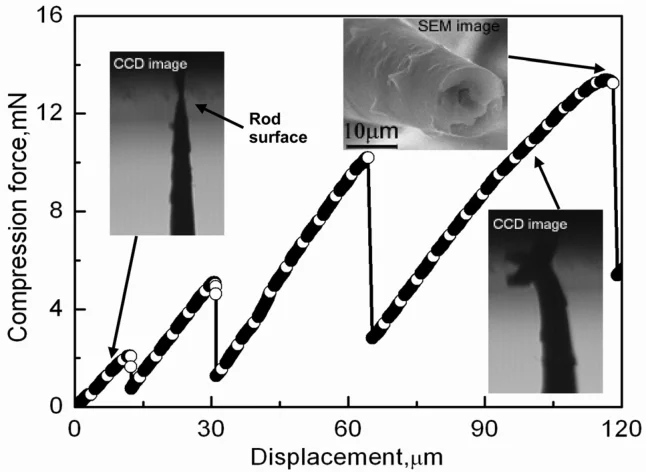 16
12
8
4
0
Compression force,mN
CCD image
Rod
surface
SEM image
10μm
CCD image
0
30
60
90
120
Displacement,μm